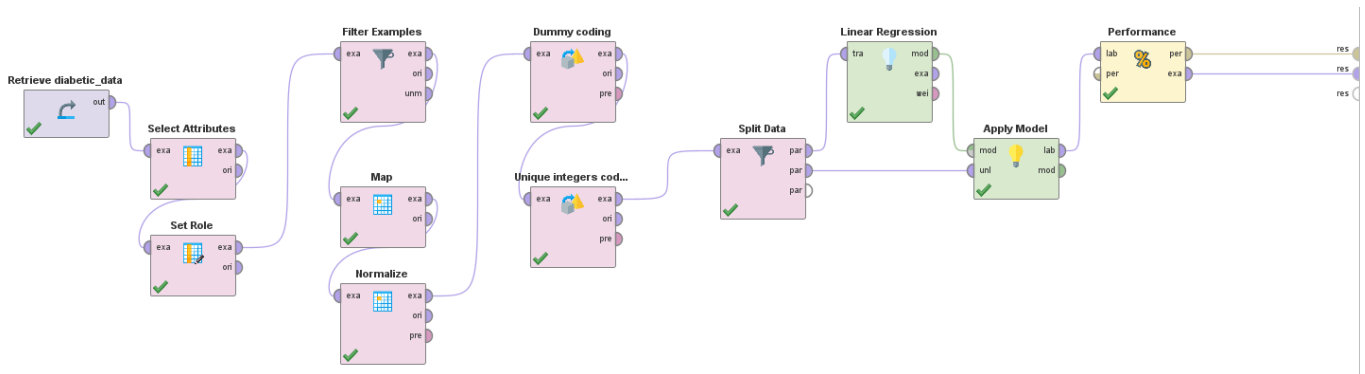 Retrieve diabetic_data
out
Select Attributes
exa exa
ori
Set Role
exa exa
ori
Filter Examples
exa exa
ori
unm
Map
exa exa
ori
Normalize
exa exa
ori
pre
Dummy coding
exa exa
ori
pre
Unique integers cod...
exa exa
ori
pre
Split Data
exa par
par
par
Linear Regression
tra mod
exa
wei
Apply Model
mod lab
unl mod
Performance
%
lab per
per exa
res
res
res